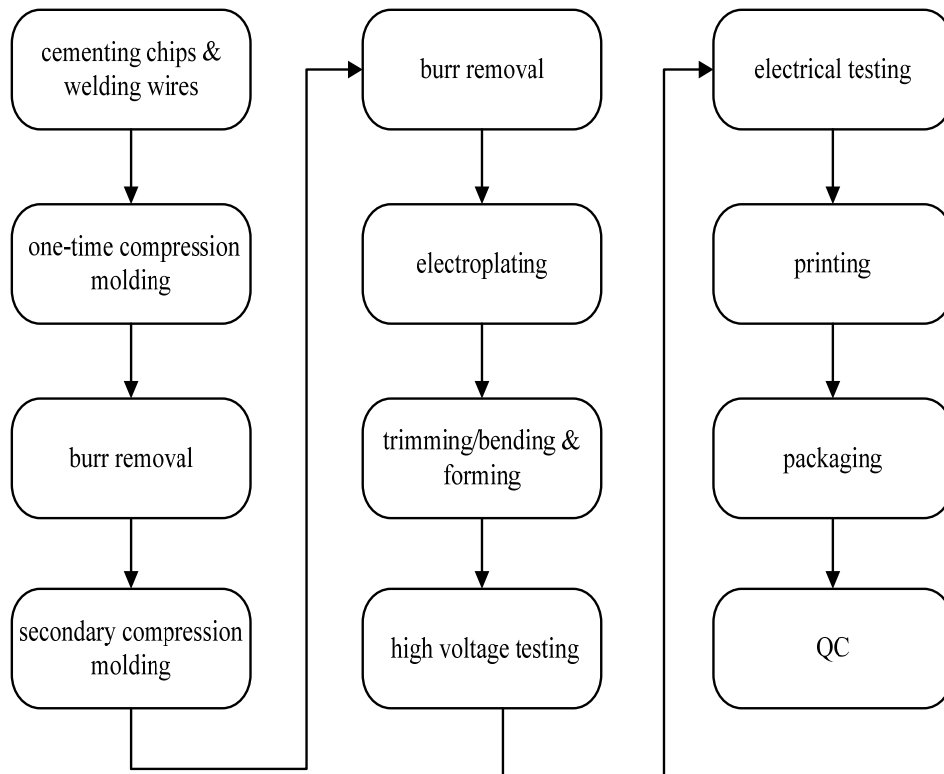 cementing chips &
welding wires
one-time compression
molding
burr removal
secondary compression
molding
burr removal
electroplating
trimming/bending &
forming
high voltage testing
electrical testing
printing
packaging
QC